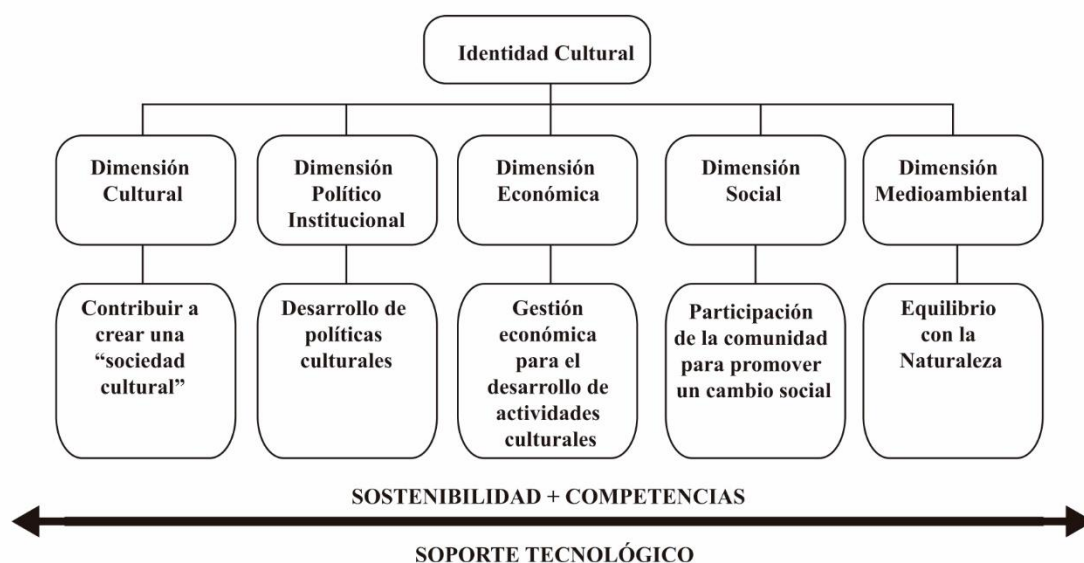 Identidad Cultural
Dimensión
Cultural
Dimensión
Político
Institucional
Dimensión
Económica
Dimensión
Social
Dimensión
Medioambiental
Contribuir a
crear una
“sociedad
cultural”
Desarrollo de
políticas
culturales
Gestión
económica
para el
desarrollo de
actividades
culturales
Participación
de la comunidad
para promover
un cambio social
Equilibrio
con la
Naturaleza
SOSTENIBILIDAD + COMPETENCIAS
SOPORTE TECNOLÓGICO